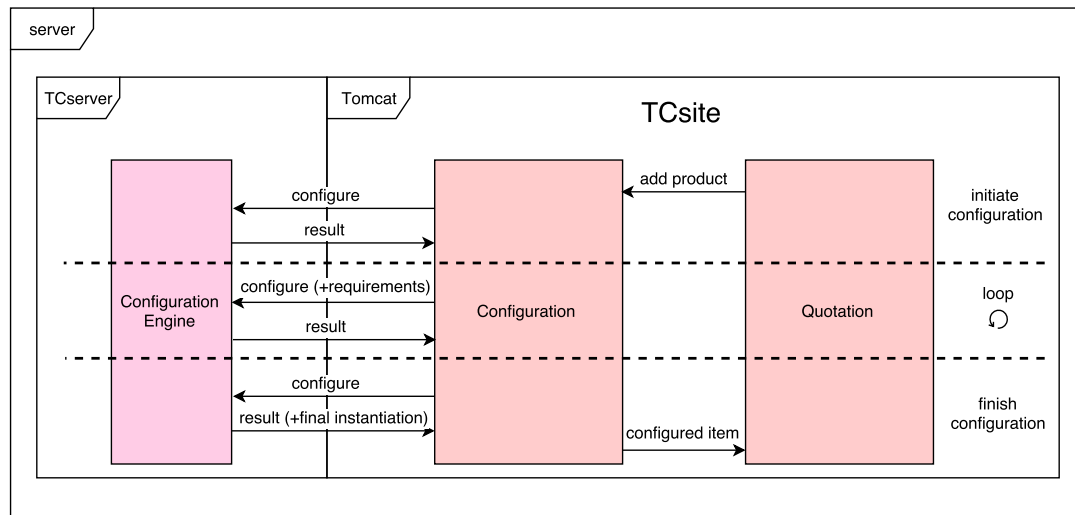 server
TCserver
Tomcat
TCsite
add product
configure
initiate
configuration
result
configure (+requirements)
Configuration
Engine
Configuration
Quotation
loop
result
configure
result (+final instantiation)
finish
configuration
configured item